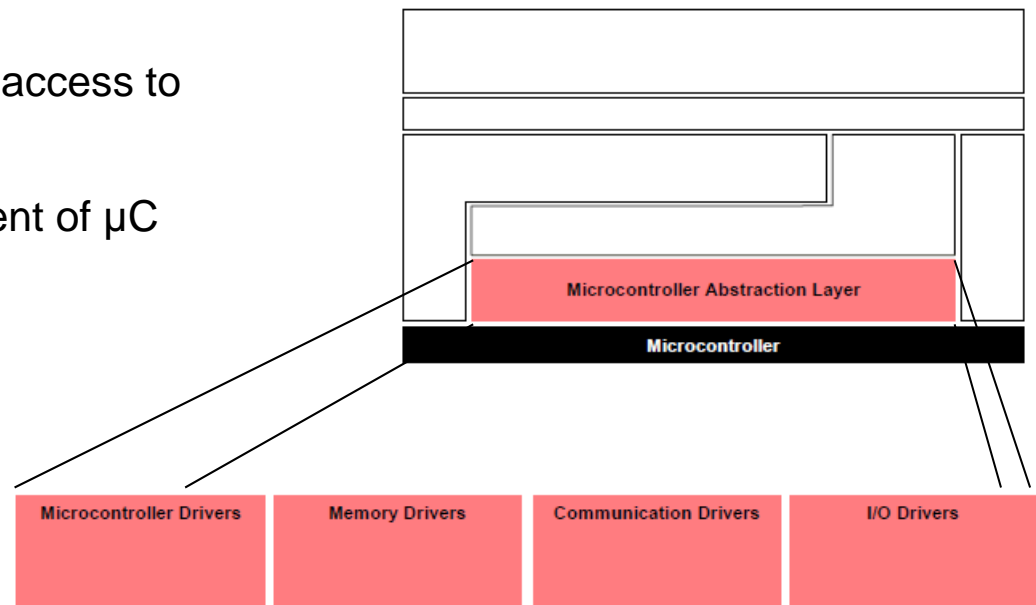 access to
ent of µC
Microcontroller Abstraction Layer
Microcontroller
Microcontroller Drivers
Memory Drivers
Communication Drivers
I/O Drivers